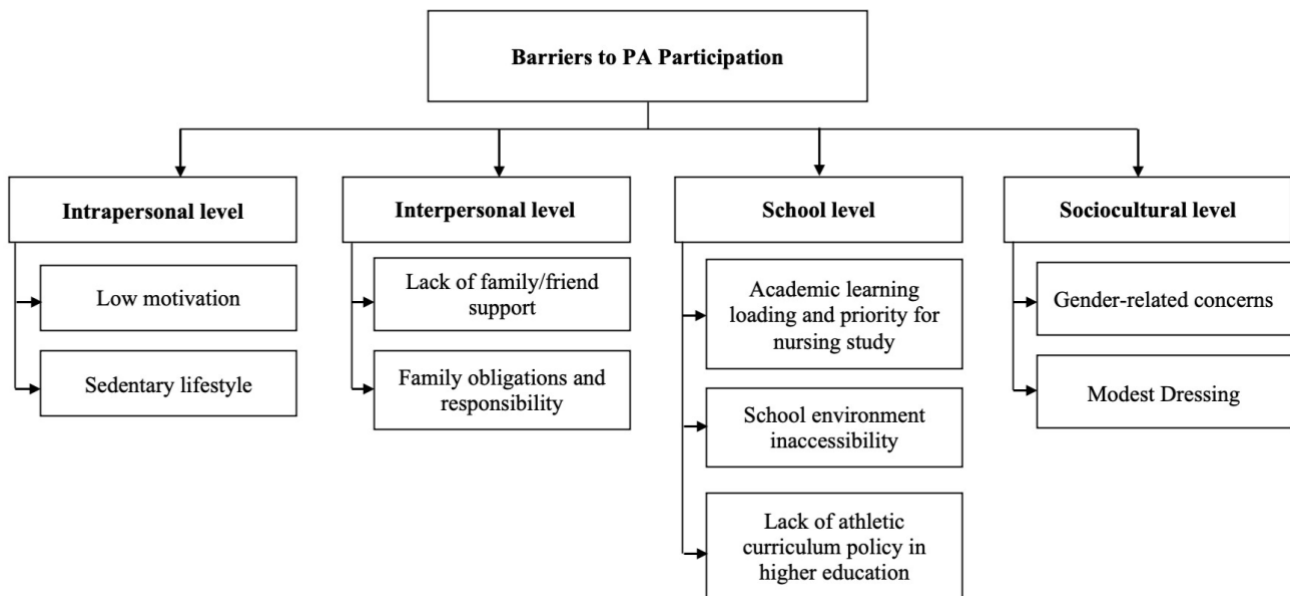 Barriers to PA Participation
Intrapersonal level
Low motivation
Sedentary lifestyle
Interpersonal level
Lack of family/friend
support
Family obligations and
responsibility
School level
Academic learning
loading and priority for
nursing study
School environment
inaccessibility
Lack of athletic
curriculum policy in
higher education
Sociocultural level
Gender-related concerns
Modest Dressing